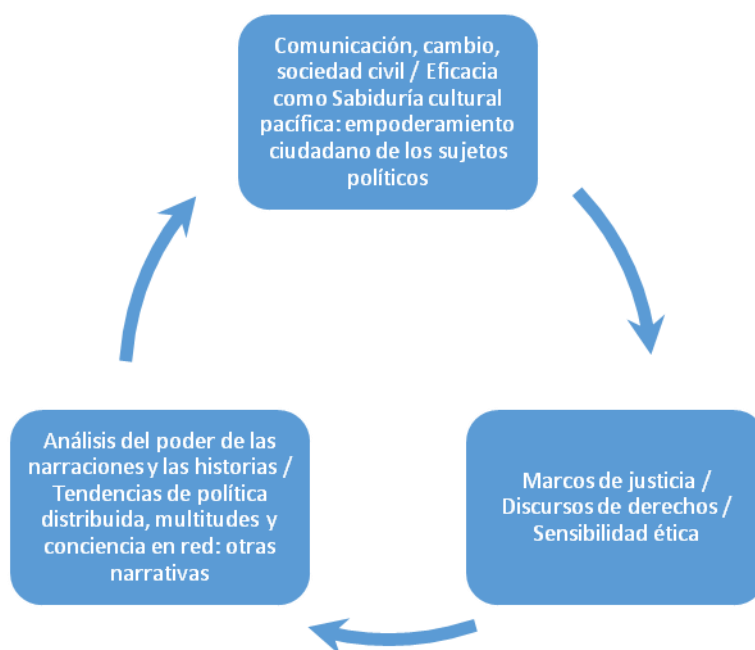 Comunicación, cambio,
sociedad civil / Eficacia
como Sabiduría cultural
pacífica: empoderamiento
ciudadano de los sujetos
políticos
Análisis del poder de las
narraciones y las historias /
Tendencias de política
distribuida, multitudes y
conciencia en red: otras
narrativas
Marcos de justicia /
Discursos de derechos /
Sensibilidad ética